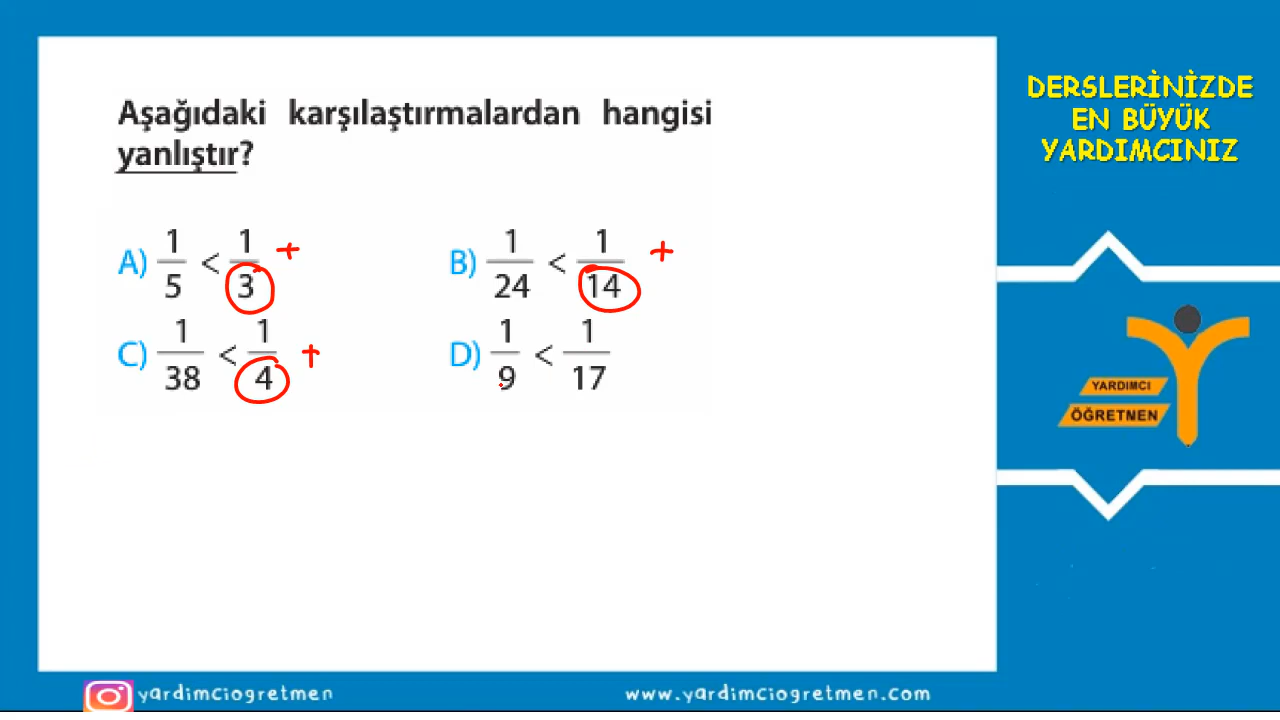 Aşağıdaki karşılaştırmalardan hangisi
yanlıştır?
A) 1/5 < 1/3 +
B) 1/24 < 1/14 +
C) 1/38 < 1/4 +
D) 1/9 < 1/17
DERSLERİNİZDE
EN BÜYÜK
YARDIMCINIZ
YARDIMCI
ÖĞRETMEN
yardimciogretmen
www.yardimciogretmen.com